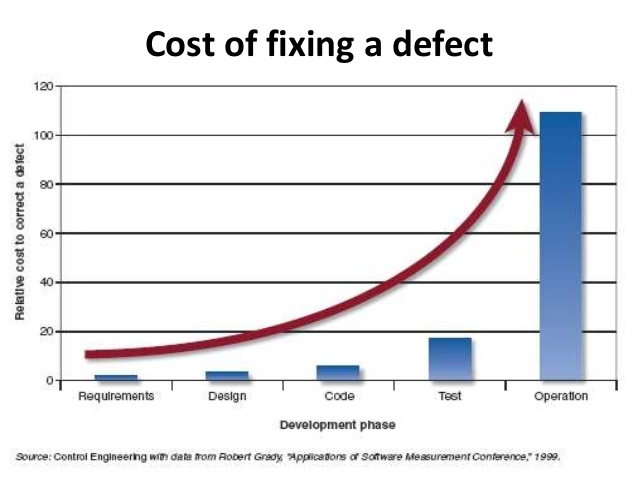 Cost of fixing a defect
120
100
80
60
40
20
0
Relative cost to correct a defect
Requirements Design Code Test Operation
Development phase
Source: Control Engineering with data from Robert Grady, "Applications of Software Measurement Conference," 1999.